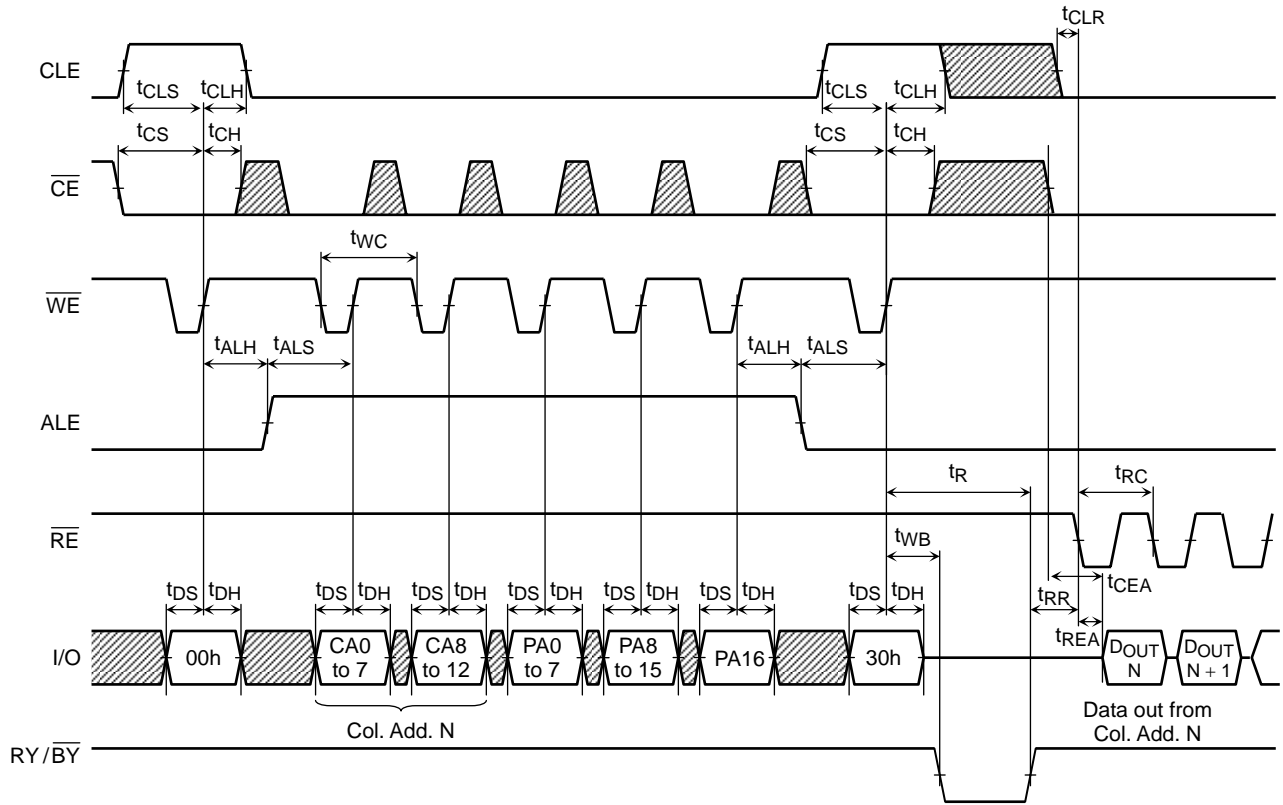 tCLR
CLE
tCLS tCLH tCLS tCLH
tCS tCH tCS tCH
CE
tWC
WE
tALH tALS tALH tALS
ALE
tR tRC
RE
tWB
tCEA
tDS tDH tDS tDH tDS tDH tDS tDH tDS tDH tDS tDH tDS tDH tRR
tREA
I/O 00h CA0 to 7 CA8 to 12 PA0 to 7 PA8 to 15 PA16 30h DOUT N DOUT N + 1
Col. Add. N
Data out from
Col. Add. N
RY/BY